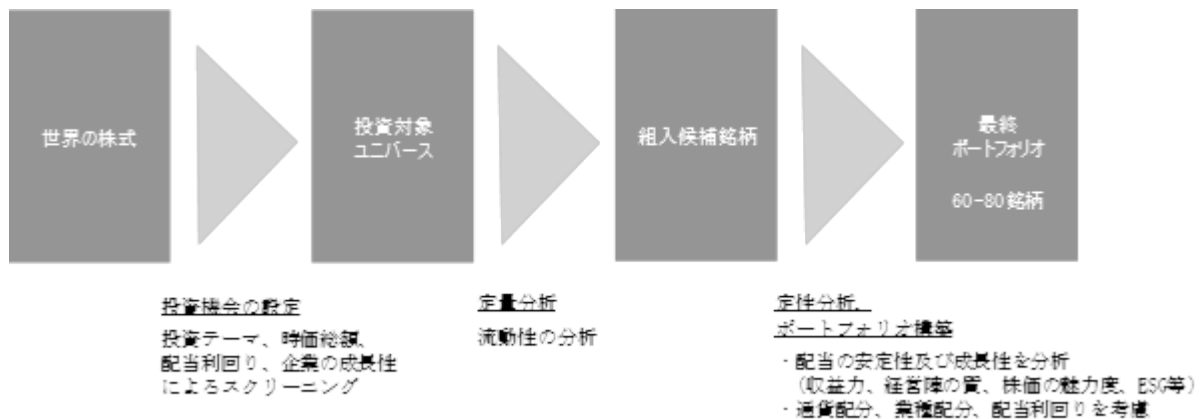 世界の株式
投資対象
ユニバース
組入候補銘柄
最終
ポートフォリオ
60-80銘柄
投資機会の設定
投資テーマ、時価総額、
配当利回り、企業の成長性
によるスクリーニング
定量分析
流動性の分析
定性分析、
ポートフォリオ構築
・配当の安定性及び成長性を分析
（収益力、経営陣の質、株価の魅力度、ESG等）
・通貨配分、業種配分、配当利回りを考慮